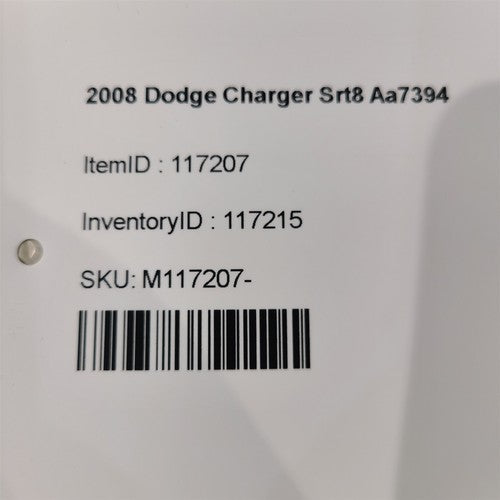 2008 Dodge Charger Srt8 Aa7394
ItemID : 117207
InventoryID : 117215
SKU: M117207-